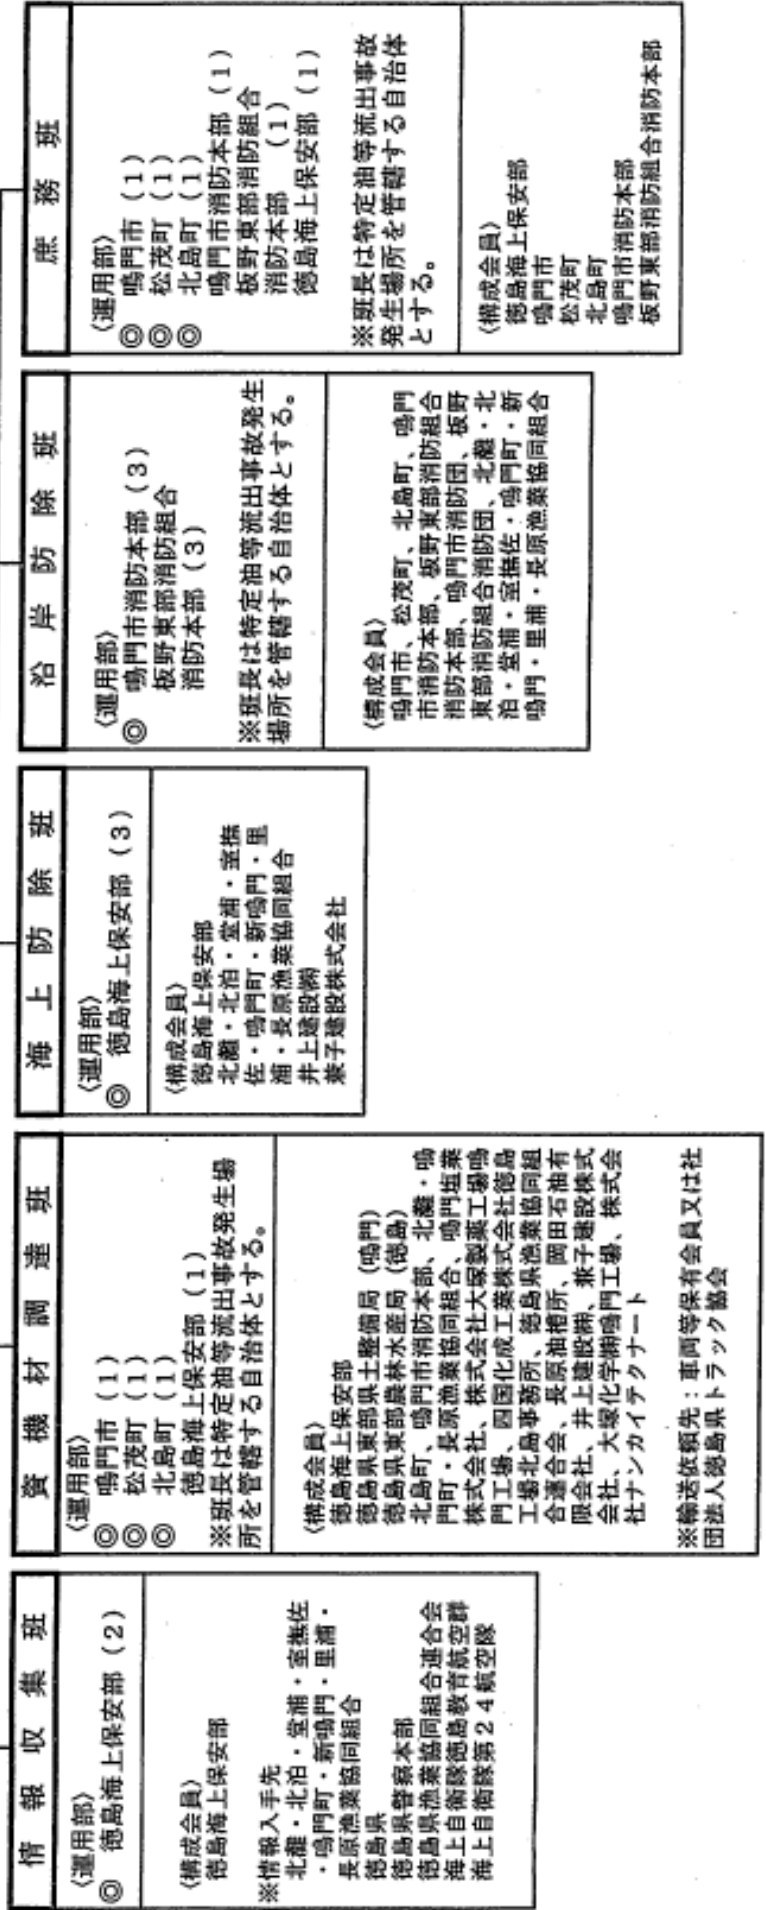 情報収集班
〈運用部〉
◎ 徳島海上保安部(2)
〈構成会員〉
徳島海上保安部
※情報入手先
北灘・北泊・堂浦・室撫佐
・鳴門町・新鳴門・里浦・
長原漁業協同組合
徳島県
徳島県警察本部
徳島県漁業協同組合連合会
海上自衛隊徳島教育航空群
海上自衛隊第24航空隊
資機材調達班
〈運用部〉
◎ 鳴門市(1)
◎ 松茂町(1)
◎ 北島町(1)
徳島海上保安部(1)
※班長は特定油等流出事故発生場
所を管轄する自治体とする。
〈構成会員〉
徳島海上保安部
徳島県東部県土整備局(鳴門)
徳島県東部農林水産局(徳島)
北島町、鳴門市消防本部、北灘・鳴
門町・長原漁業協同組合、鳴門塩業
株式会社、株式会社大塚製薬工場鳴
門工場、四国化成工業株式会社徳島
工場北島事務所、徳島県漁業協同組
合連合会、長原油槽所、岡田石油有
限会社、井上建設㈱、兼子建設株式
会社、大塚化学㈱鳴門工場、株式会
社ナンカイテクナート
※輸送依頼先:車両等保有会員又は社
団法人徳島県トラック協会
海上防除班
〈運用部〉
◎ 徳島海上保安部(3)
〈構成会員〉
徳島海上保安部
北灘・北泊・堂浦・室撫
佐・鳴門町・新鳴門・里
浦・長原漁業協同組合
井上建設㈱
兼子建設株式会社
沿岸防除班
〈運用部〉
◎ 鳴門市消防本部(3)
板野東部消防組合
消防本部(3)
※班長は特定油等流出事故発生
場所を管轄する自治体とする。
〈構成会員〉
鳴門市、松茂町、北島町、鳴門
市消防本部、板野東部消防組合
消防本部、鳴門市消防団、板野
東部消防組合消防団、北灘・北
泊・堂浦・室撫佐・鳴門町・新
鳴門・里浦・長原漁業協同組合
庶務班
〈運用部〉
◎ 鳴門市(1)
◎ 松茂町(1)
◎ 北島町(1)
鳴門市消防本部(1)
板野東部消防組合
消防本部 (1)
徳島海上保安部(1)
※班長は特定油等流出事故
発生場所を管轄する自治体
とする。
〈構成会員〉
徳島海上保安部
鳴門市
松茂町
北島町
鳴門市消防本部
板野東部消防組合消防本部